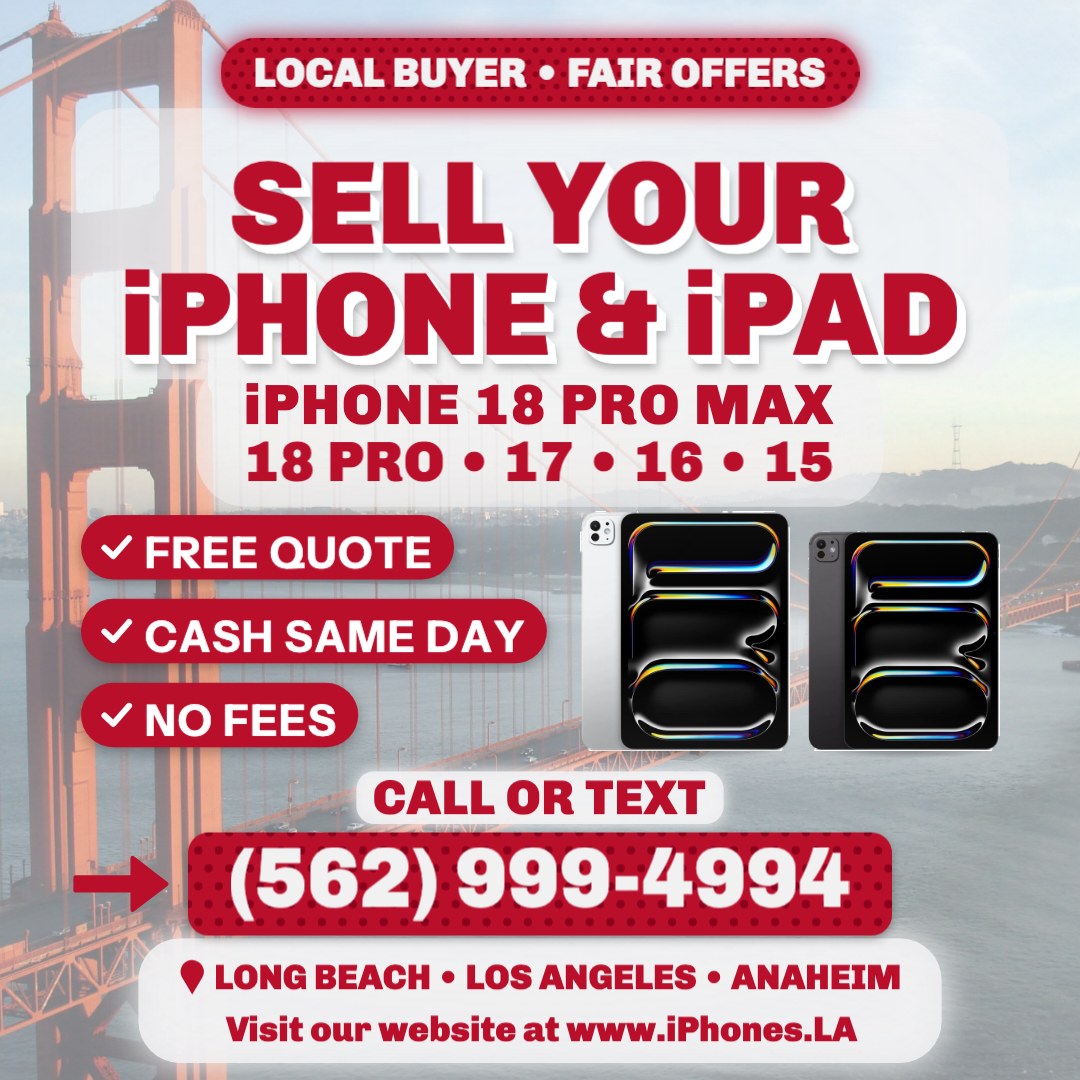 LOCAL BUYER • FAIR OFFERS
SELL YOUR
iPHONE & iPAD
iPHONE 18 PRO MAX
18 PRO • 17 • 16 • 15
FREE QUOTE
CASH SAME DAY
NO FEES
CALL OR TEXT
(562) 999-4994
LONG BEACH • LOS ANGELES • ANAHEIM
Visit our website at www.iPhones.LA